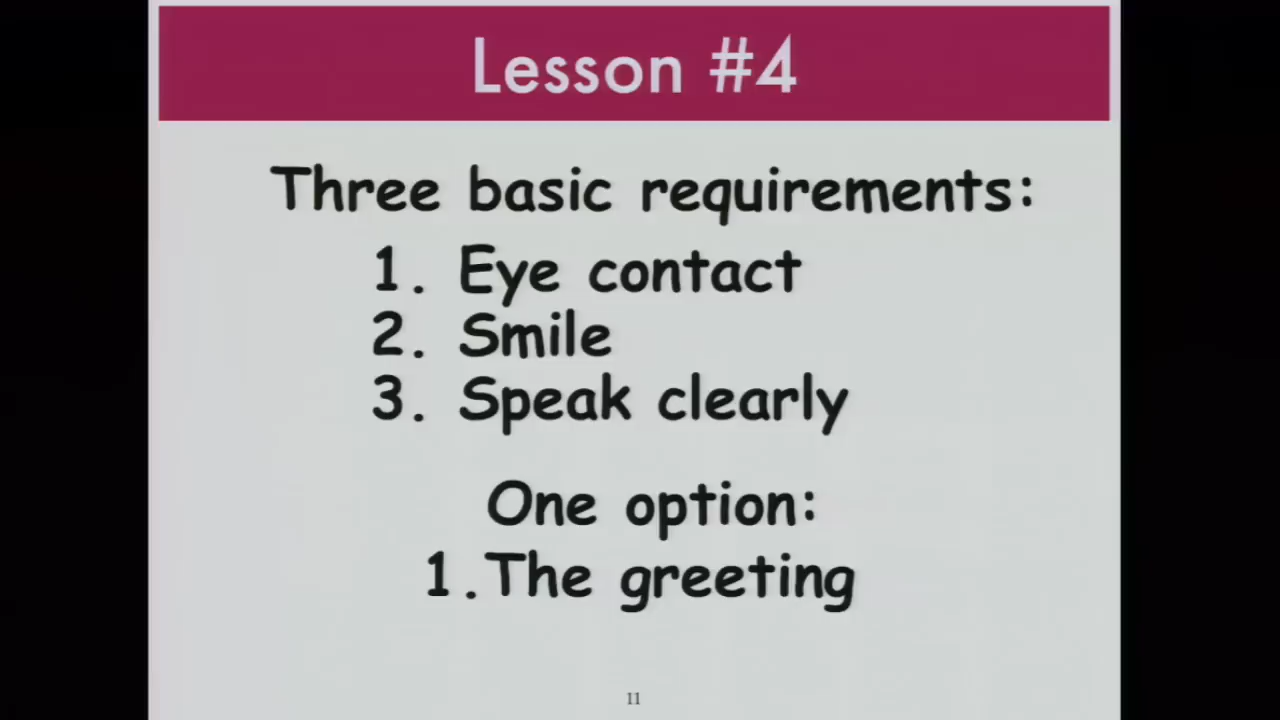 Lesson #4
Three basic requirements:
1. Eye contact
2. Smile
3. Speak clearly
One option:
1.The greeting
11